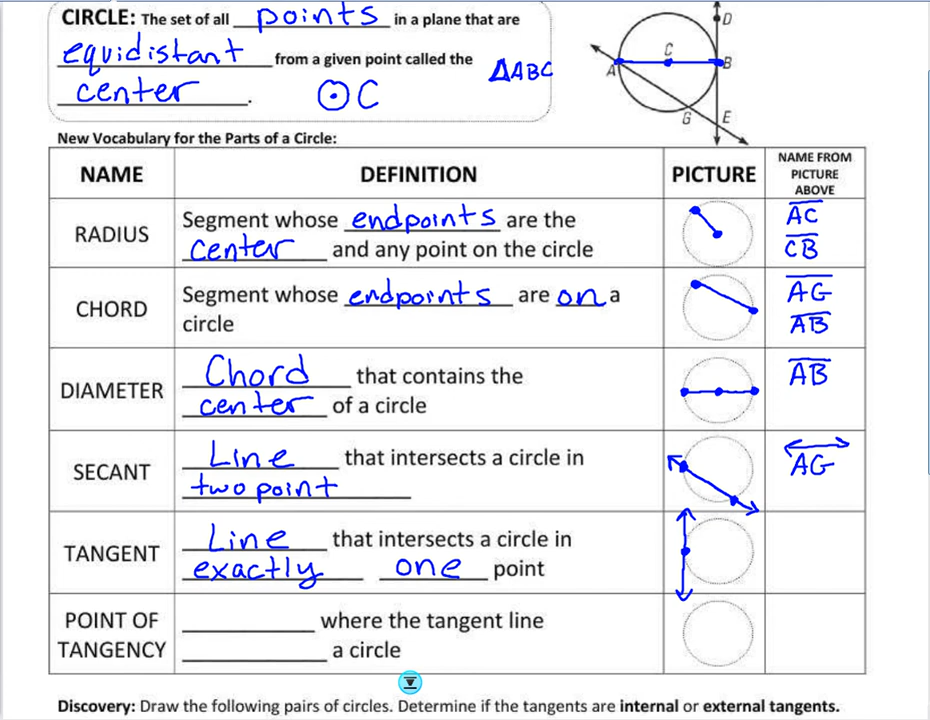 CIRCLE: The set of all points in a plane that are
equidistant from a given point called the
center.
⊙C
ΔABC
D
C
A
B
G
E
New Vocabulary for the Parts of a Circle:
NAME DEFINITION PICTURE NAME FROM PICTURE ABOVE
RADIUS
Segment whose endpoints are the
center and any point on the circle
AC
CB
CHORD
Segment whose endpoints are on a
circle
AG
AB
DIAMETER
Chord that contains the
center of a circle
AB
SECANT
Line that intersects a circle in
two point
AG
TANGENT
Line that intersects a circle in
exactly one point
POINT OF
TANGENCY
____________ where the tangent line
____________ a circle
Discovery: Draw the following pairs of circles. Determine if the tangents are internal or external tangents.